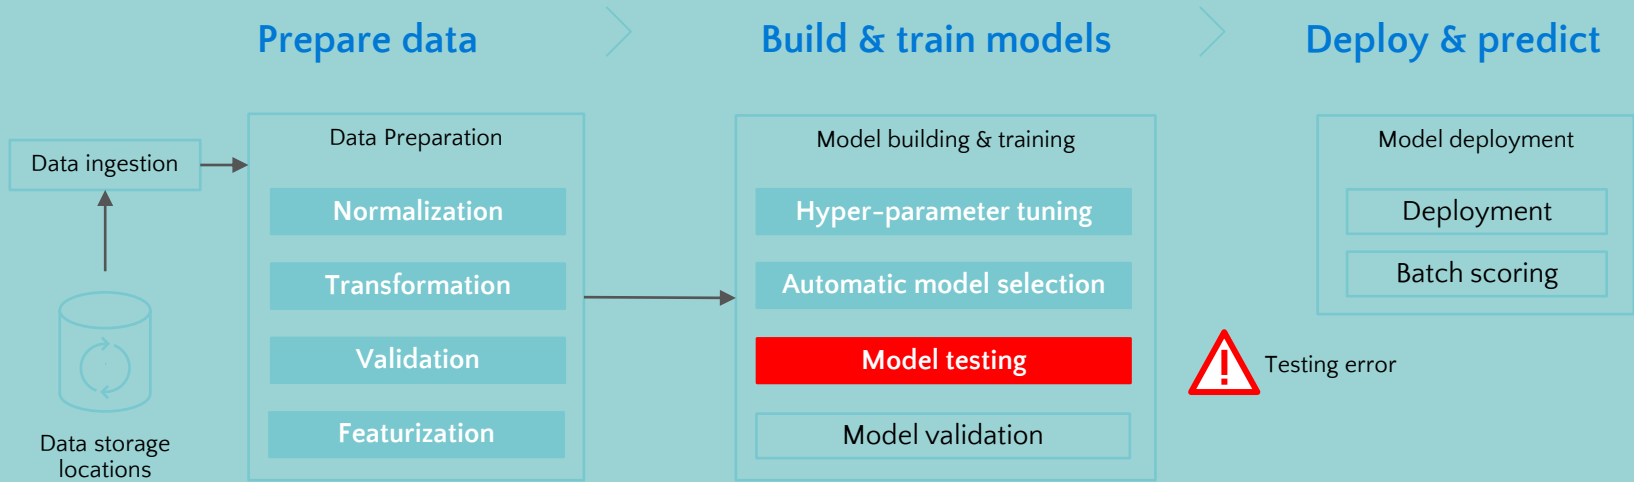 Prepare data
Build & train models
Deploy & predict
Data ingestion
Data storage
locations
Data Preparation
Normalization
Transformation
Validation
Featurization
Model building & training
Hyper-parameter tuning
Automatic model selection
Model testing
Model validation
Testing error
Model deployment
Deployment
Batch scoring